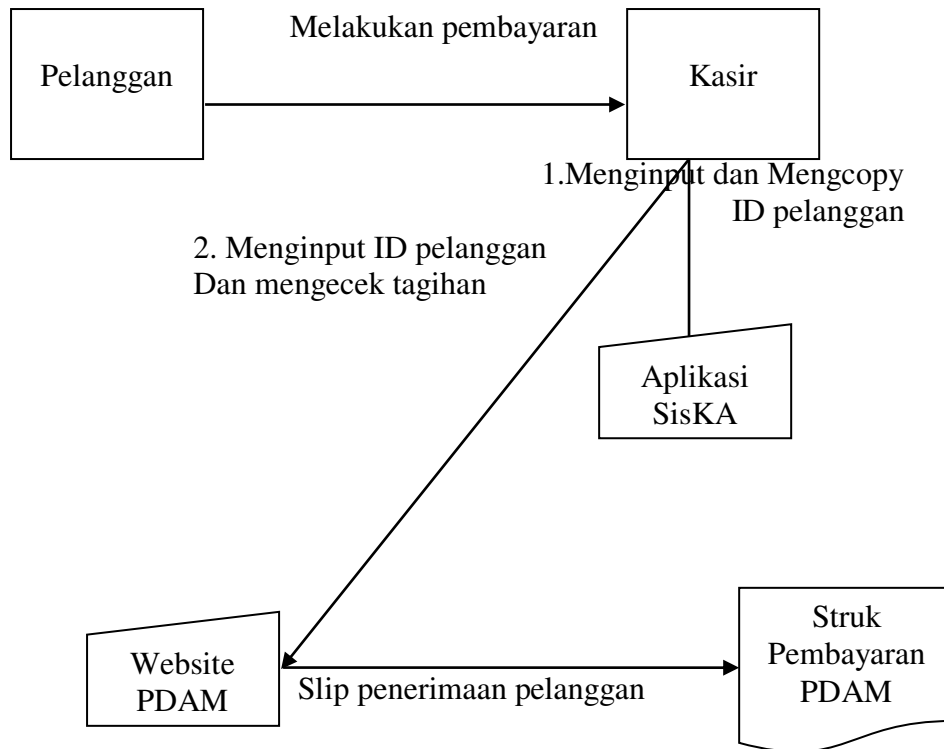 Melakukan pembayaran
Pelanggan
Kasir
1.Menginput dan Mengcopy
ID pelanggan
2. Menginput ID pelanggan
Dan mengecek tagihan
Aplikasi
SisKA
Website
PDAM
Slip penerimaan pelanggan
Struk
Pembayaran
PDAM